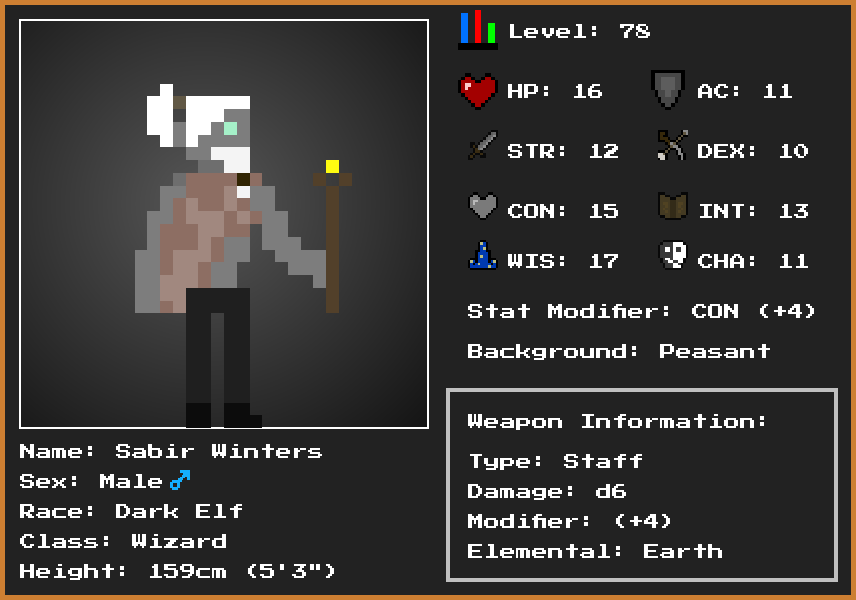 Level: 78
HP: 16 AC: 11
STR: 12 DEX: 10
CON: 15 INT: 13
WIS: 17 CHA: 11
Stat Modifier: CON (+4)
Background: Peasant
Weapon Information:
Type: Staff
Damage: d6
Modifier: (+4)
Elemental: Earth
Name: Sabir Winters
Sex: Male♂
Race: Dark Elf
Class: Wizard
Height: 159cm (5'3")